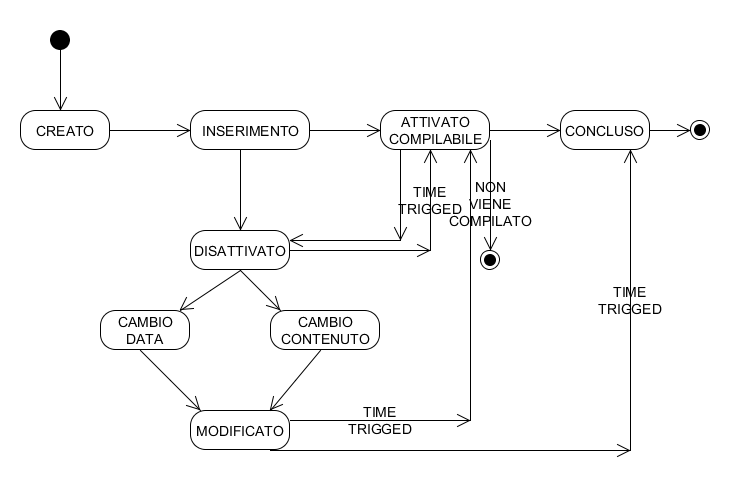 CREATO
INSERIMENTO
ATTIVATO
COMPILABILE
CONCLUSO
TIME
TRIGGED
NON
VIENE
COMPILATO
DISATTIVATO
TIME
TRIGGED
CAMBIO
DATA
CAMBIO
CONTENUTO
TIME
TRIGGED
MODIFICATO